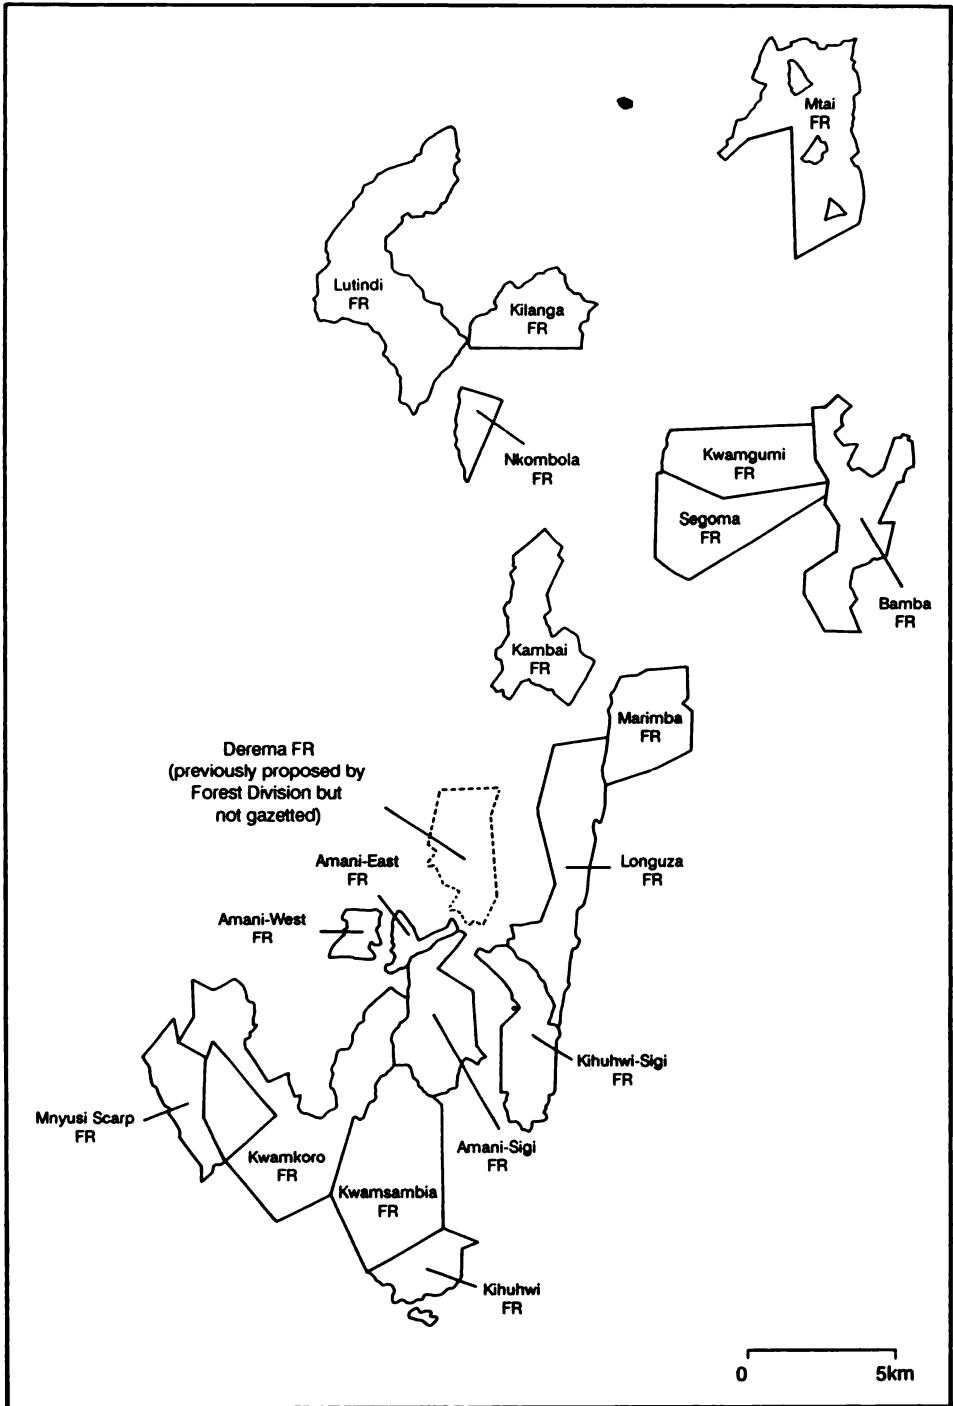 Mtai
FR
Lutindi
FR
Kilanga
FR
Nkombola
FR
Kwamgumi
FR
Segoma
FR
Bamba
FR
Kambai
FR
Marimba
FR
Derema FR
(previously proposed by
Forest Division but
not gazetted)
Amani-East
FR
Longuza
FR
Amani-West
FR
Kihuhwi-Sigi
FR
Mnyusi Scarp
FR
Amani-Sigi
FR
Kwamkoro
FR
Kwamsambia
FR
Kihuhwi
FR
0 5km